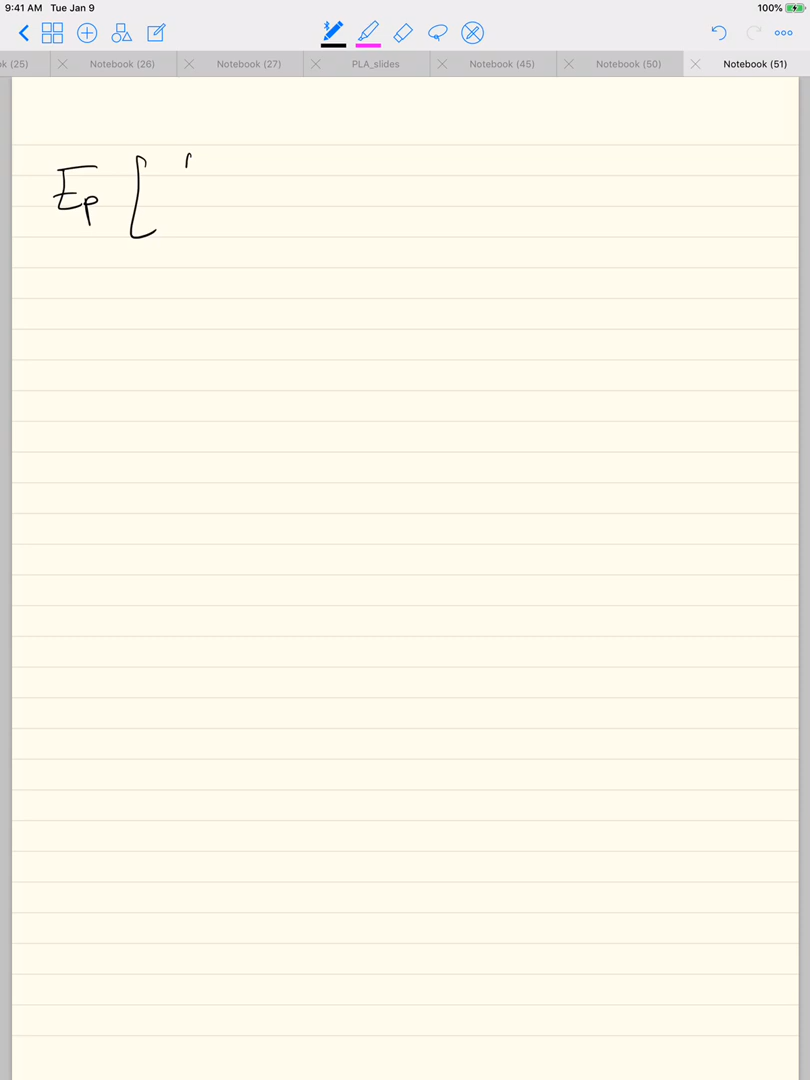 9:41 AM Tue Jan 9 100%
k (25) Notebook (26) Notebook (27) PLA_slides Notebook (45) Notebook (50) Notebook (51)
Ep [